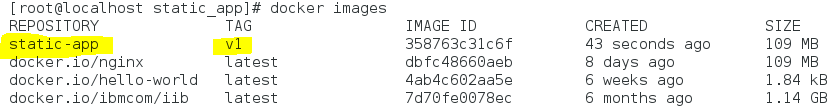 [root@localhost static_app]# docker images
REPOSITORY TAG IMAGE ID CREATED SIZE
static-app v1 358763c31c6f 43 seconds ago 109 MB
docker.io/nginx latest dbfc48660aeb 8 days ago 109 MB
docker.io/hello-world latest 4ab4c602aa5e 6 weeks ago 1.84 kB
docker.io/ibmcom/iib latest 7d70fe0078ec 6 months ago 1.14 GB